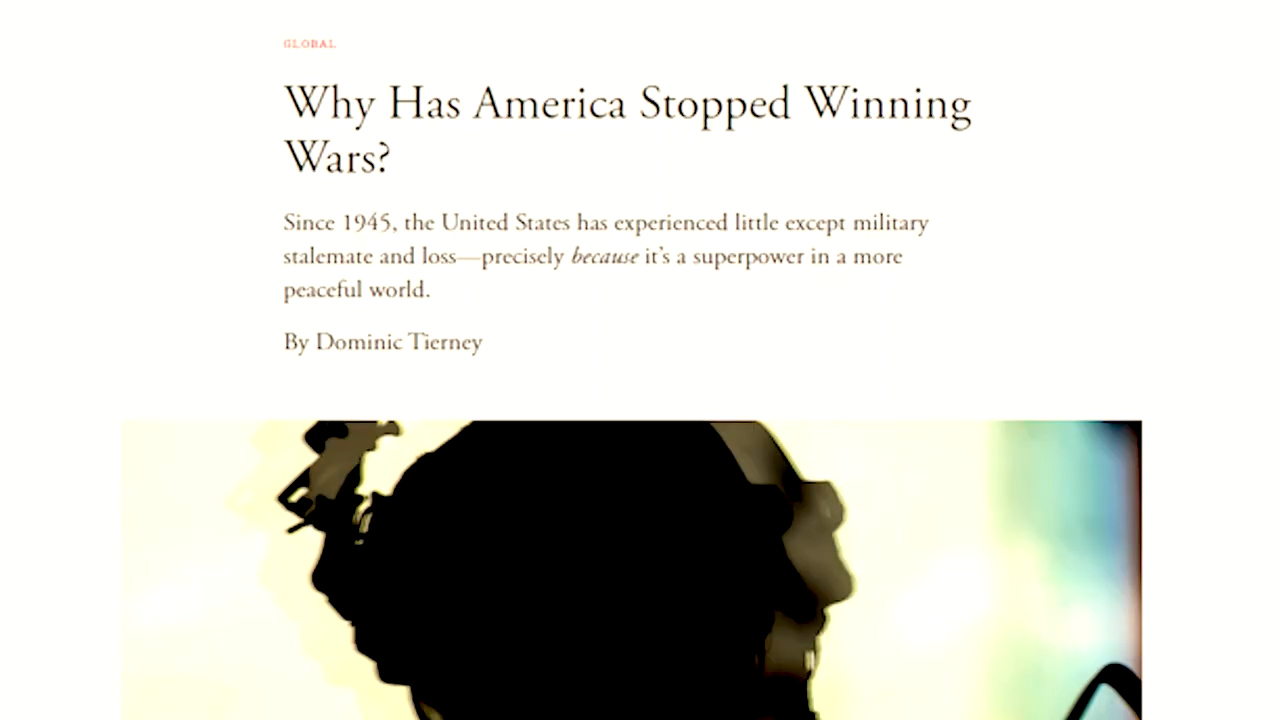 GLOBAL
Why Has America Stopped Winning
Wars?
Since 1945, the United States has experienced little except military
stalemate and loss—precisely because it's a superpower in a more
peaceful world.
By Dominic Tierney